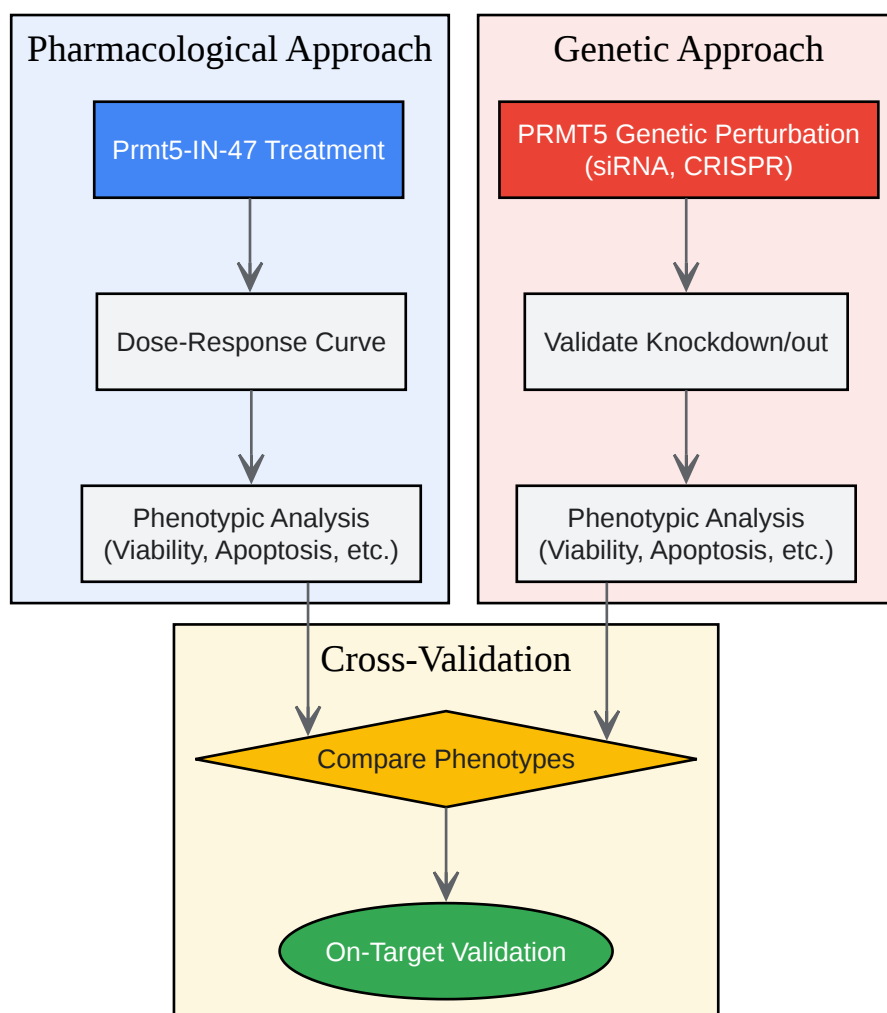 Pharmacological Approach
Prmt5-IN-47 Treatment
Dose-Response Curve
Phenotypic Analysis
(Viability, Apoptosis, etc.)
Genetic Approach
PRMT5 Genetic Perturbation
(siRNA, CRISPR)
Validate Knockdown/out
Phenotypic Analysis
(Viability, Apoptosis, etc.)
Cross-Validation
Compare Phenotypes
On-Target Validation